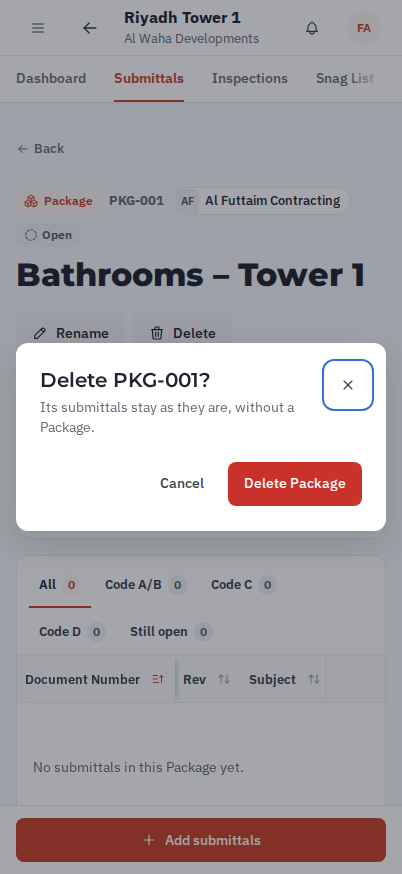 Riyadh Tower 1
Al Waha Developments
FA
Dashboard
Submittals
Inspections
Snag List
Back
Package
PKG-001
AF
Al Futtaim Contracting
Open
Bathrooms – Tower 1
Rename
Delete
Delete PKG-001?
Its submittals stay as they are, without a
Package.
Cancel
Delete Package
All 0
Code A/B 0
Code C 0
Code D 0
Still open 0
Document Number
Rev
Subject
No submittals in this Package yet.
Add submittals